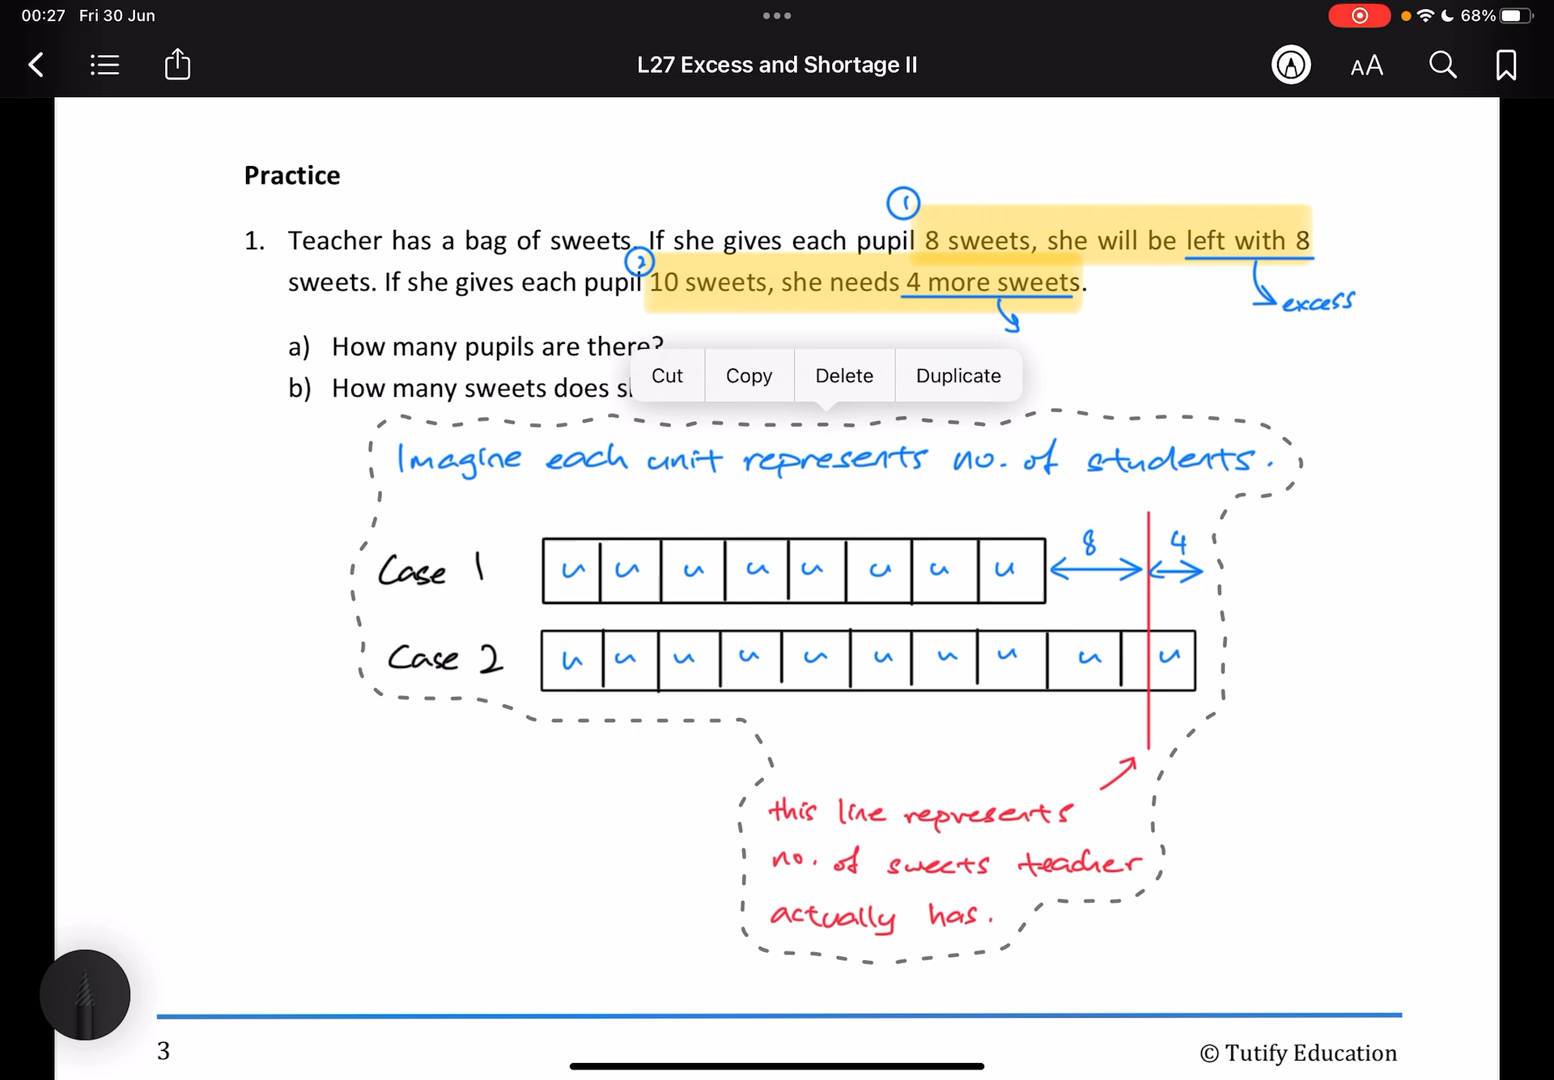 00:27 Fri 30 Jun
68%
L27 Excess and Shortage II
AA
Practice
1
1. Teacher has a bag of sweets. If she gives each pupil 8 sweets, she will be left with 8
2
sweets. If she gives each pupil 10 sweets, she needs 4 more sweets.
excess
a) How many pupils are there?
Cut Copy Delete Duplicate
b) How many sweets does
Imagine each unit represents no. of students.
8 4
Case 1 u u u u u u u u
Case 2 u u u u u u u u u u
this line represents
no. of sweets teacher
actually has.
3
© Tutify Education